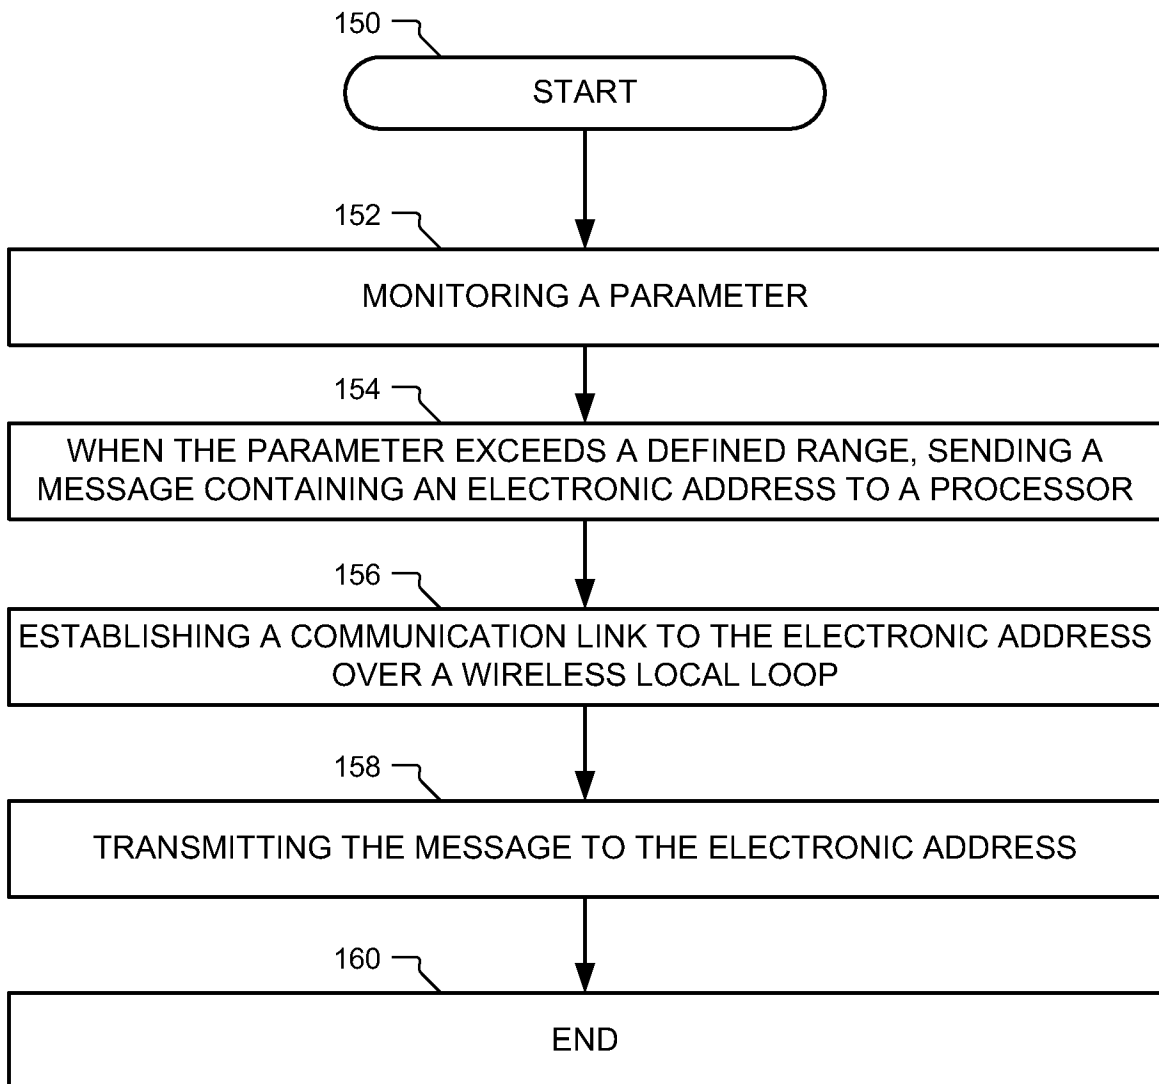 150
START
152
MONITORING A PARAMETER
154
WHEN THE PARAMETER EXCEEDS A DEFINED RANGE, SENDING A
MESSAGE CONTAINING AN ELECTRONIC ADDRESS TO A PROCESSOR
156
ESTABLISHING A COMMUNICATION LINK TO THE ELECTRONIC ADDRESS
OVER A WIRELESS LOCAL LOOP
158
TRANSMITTING THE MESSAGE TO THE ELECTRONIC ADDRESS
160
END